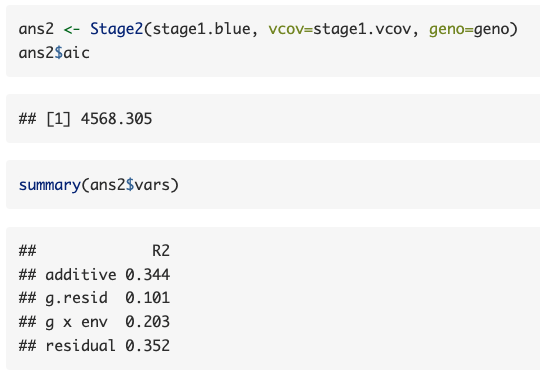 ans2 <- Stage2(stage1.blue, vcov=stage1.vcov, geno=geno)
ans2$aic
## [1] 4568.305
summary(ans2$vars)
##             R2
## additive 0.344
## g.resid  0.101
## g x env  0.203
## residual 0.352